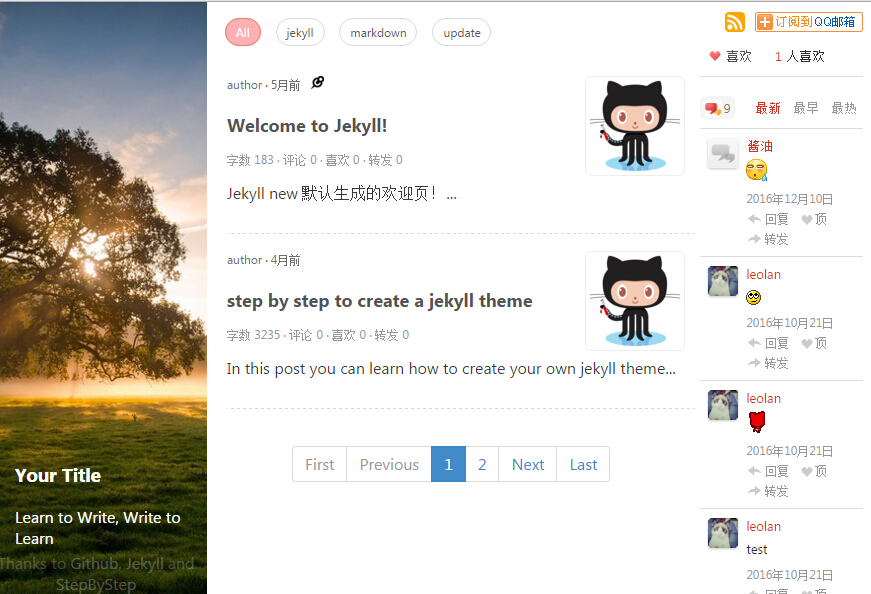 All jekyll markdown update
author · 5月前
Welcome to Jekyll!
字数 183 · 评论 0 · 喜欢 0 · 转发 0
Jekyll new 默认生成的欢迎页！ ...
author · 4月前
step by step to create a jekyll theme
字数 3235 · 评论 0 · 喜欢 0 · 转发 0
In this post you can learn how to create your own jekyll theme...
First Previous 1 2 Next Last
Your Title
Learn to Write, Write to
Learn
Thanks to Github, Jekyll and
StepByStep
订阅到QQ邮箱
喜欢 1 人喜欢
9 最新 最早 最热
酱油
2016年12月10日
回复 顶
转发
leolan
2016年10月21日
回复 顶
转发
leolan
2016年10月21日
回复 顶
转发
leolan
test
2016年10月21日
回复 顶